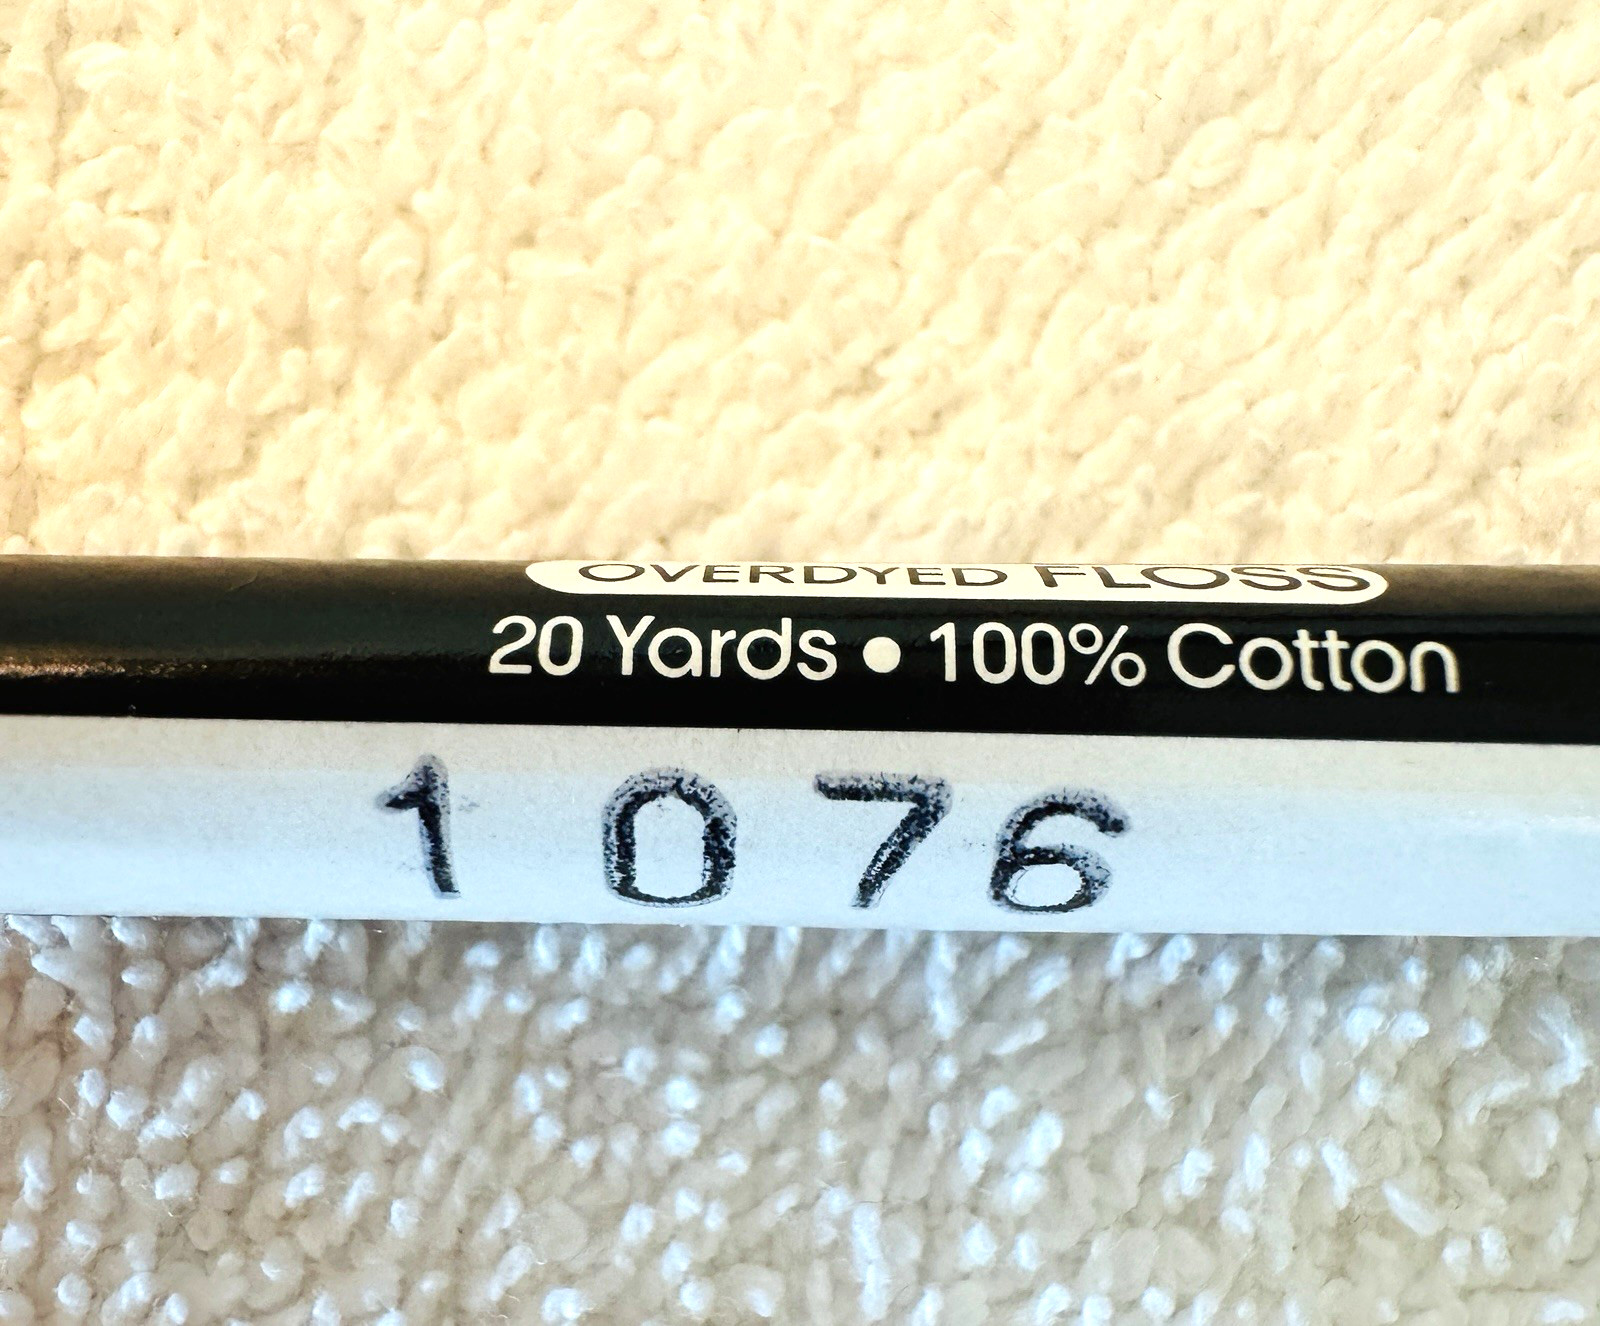 OVERDYED FLOSS
20 Yards • 100% Cotton
1076